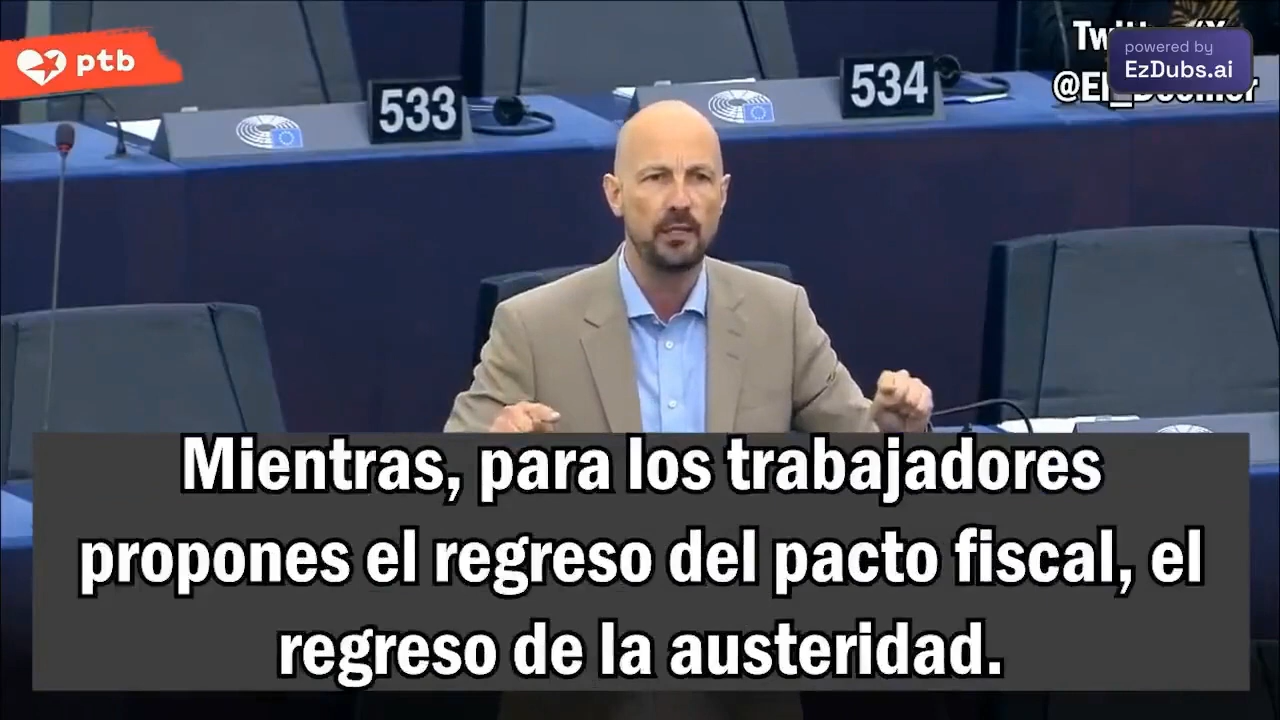 ptb
533
534
powered by
EzDubs.ai
Mientras, para los trabajadores
propones el regreso del pacto fiscal, el
regreso de la austeridad.